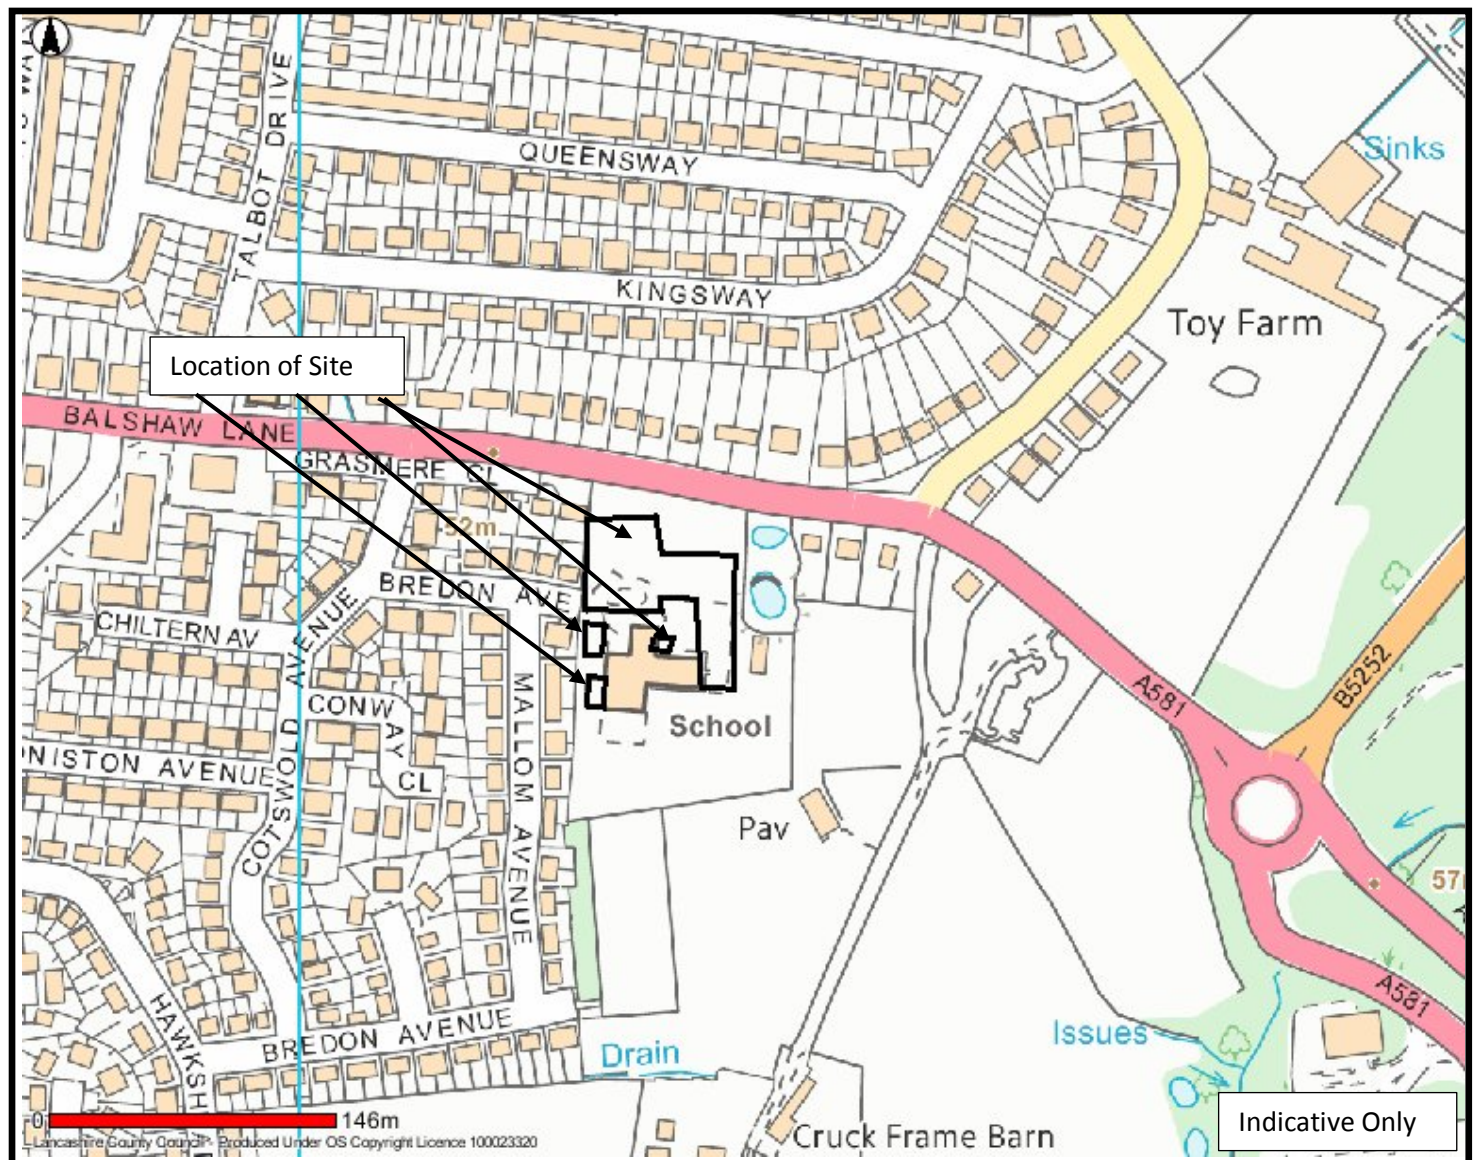 TALBOT DRIVE
QUEENSWAY
Sinks
KINGSWAY
Toy Farm
Location of Site
BALSHAW LANE
GRASMERE CL
52m
BREDON AVE
CHILTERN AV
COTSWOLD AVENUE
CONWAY CL
MALLOM AVENUE
School
A581
B5252
NISTON AVENUE
Pav
57
HAWKSH
BREDON AVENUE
Drain
Issues
A581
0 146m
Indicative Only
Lancashire County Council - Produced Under OS Copyright Licence 100023320
Cruck Frame Barn